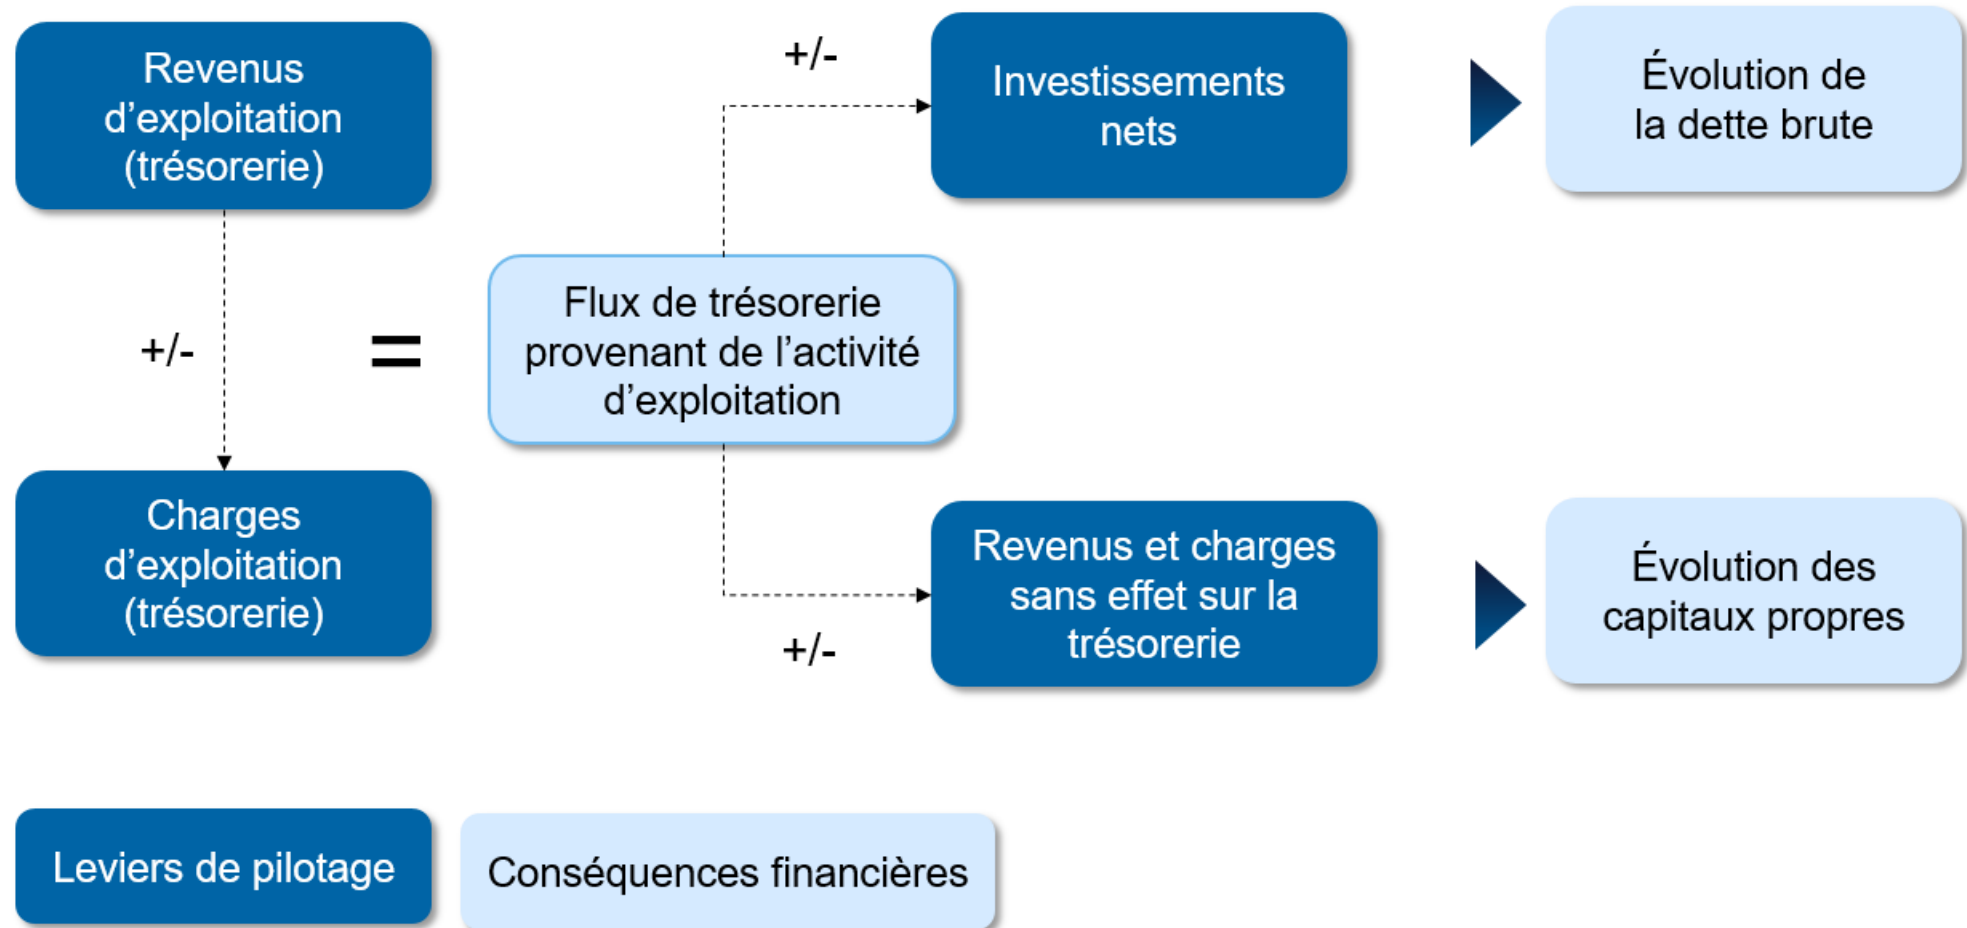 Revenus
d’exploitation
(trésorerie)
+/-
Charges
d’exploitation
(trésorerie)
=
Flux de trésorerie
provenant de l’activité
d’exploitation
+/-
Investissements
nets
Évolution de
la dette brute
+/-
Revenus et charges
sans effet sur la
trésorerie
Évolution des
capitaux propres
Leviers de pilotage
Conséquences financières